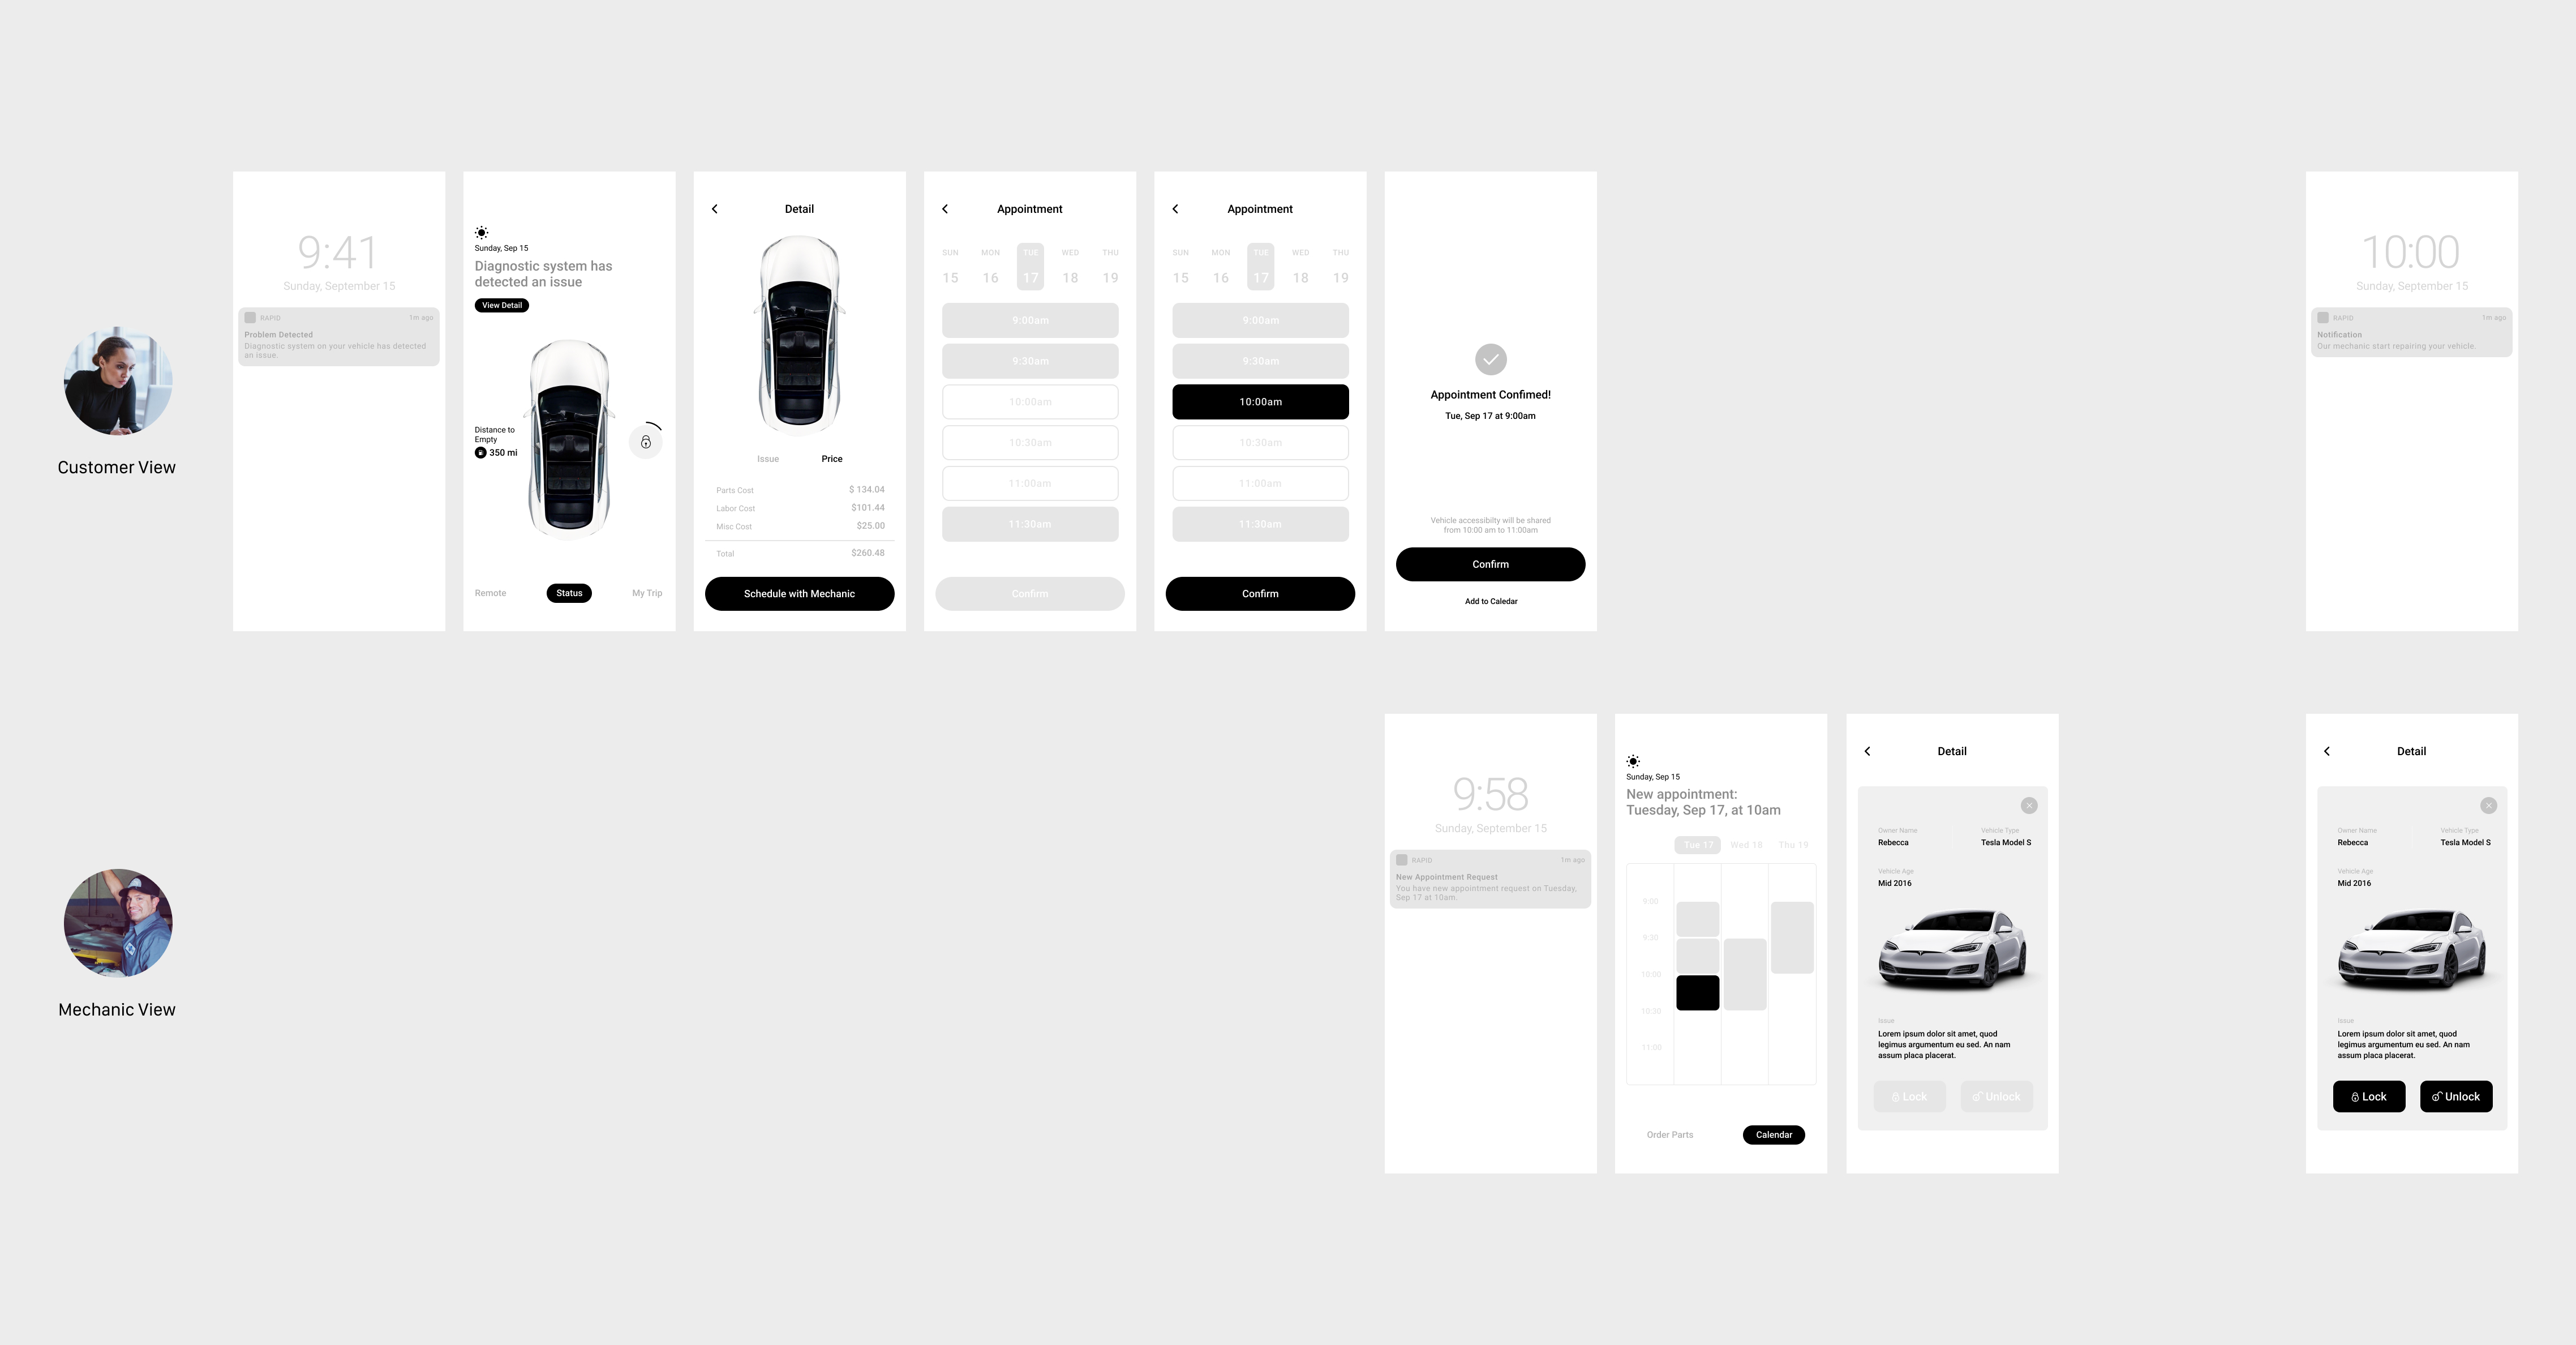 Customer View
9:41
Sunday, September 15
RAPID 1m ago
Problem Detected
Diagnostic system on your vehicle has detected
an issue.
Sunday, Sep 15
Diagnostic system has
detected an issue
View Detail
Distance to
Empty
350 mi
Remote Status My Trip
Detail
Issue Price
Parts Cost $ 134.04
Labor Cost $101.44
Misc Cost $25.00
Total $260.48
Schedule with Mechanic
Appointment
SUN MON TUE WED THU
15 16 17 18 19
9:00am
9:30am
10:00am
10:30am
11:00am
11:30am
Confirm
Appointment
SUN MON TUE WED THU
15 16 17 18 19
9:00am
9:30am
10:00am
10:30am
11:00am
11:30am
Confirm
Appointment Confimed!
Tue, Sep 17 at 9:00am
Vehicle accessibilty will be shared
from 10:00 am to 11:00am
Confirm
Add to Caledar
10:00
Sunday, September 15
RAPID 1m ago
Notification
Our mechanic start repairing your vehicle.
Mechanic View
9:58
Sunday, September 15
RAPID 1m ago
New Appointment Request
You have new appointment request on Tuesday,
Sep 17 at 10am.
Sunday, Sep 15
New appointment:
Tuesday, Sep 17, at 10am
Tue 17 Wed 18 Thu 19
9:00
9:30
10:00
10:30
11:00
Order Parts Calendar
Detail
Owner Name Vehicle Type
Rebecca Tesla Model S
Vehicle Age
Mid 2016
Issue
Lorem ipsum dolor sit amet, quod
legimus argumentum eu sed. An nam
assum placa placerat.
Lock Unlock
Detail
Owner Name Vehicle Type
Rebecca Tesla Model S
Vehicle Age
Mid 2016
Issue
Lorem ipsum dolor sit amet, quod
legimus argumentum eu sed. An nam
assum placa placerat.
Lock Unlock